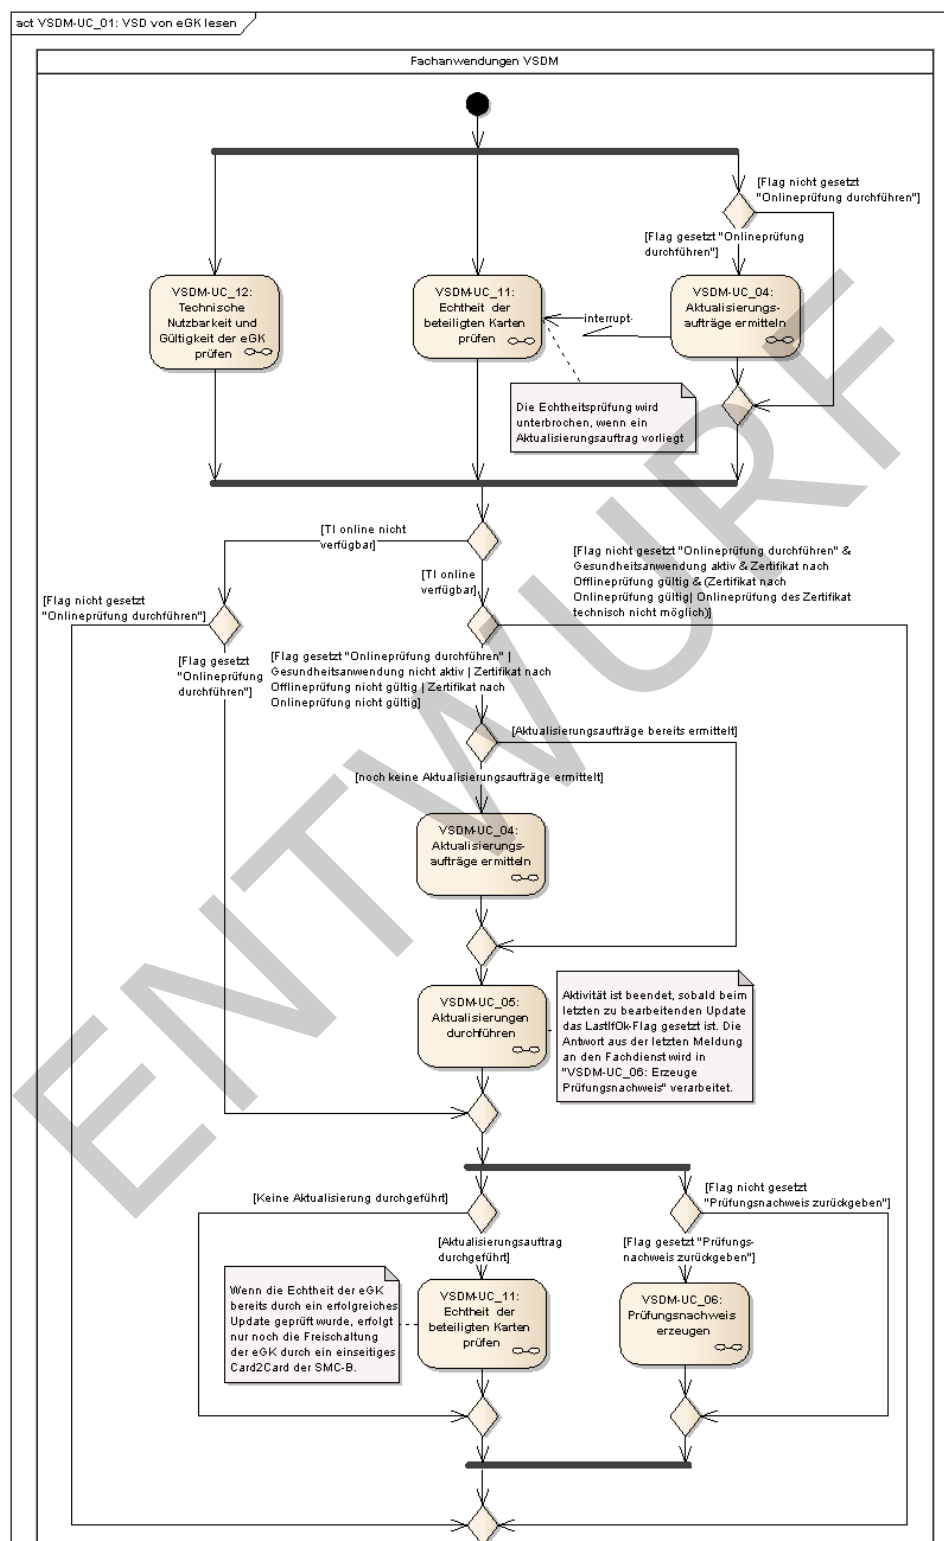 act VSDM-UC_01: VSD von eGK lesen
Fachanwendungen VSDM
[Flag nicht gesetzt
"Onlineprüfung durchführen"]
[Flag gesetzt "Onlineprüfung
durchführen"]
VSDM-UC_12:
Technische
Nutzbarkeit und
Gültigkeit der eGK
prüfen
VSDM-UC_11:
Echtheit der
beteiligten Karten
prüfen
interrupt
VSDM-UC_04:
Aktualisierungs-
aufträge ermitteln
Die Echtheitsprüfung wird
unterbrochen, wenn ein
Aktualisierungsauftrag vorliegt
[TI online nicht
verfügbar]
[TI online
verfügbar]
[Flag nicht gesetzt "Onlineprüfung durchführen" &
Gesundheitsanwendung aktiv & Zertifikat nach
Offlineprüfung gültig & (Zertifikat nach
Onlineprüfung gültig| Onlineprüfung des Zertifikat
technisch nicht möglich)]
[Flag nicht gesetzt
"Onlineprüfung durchführen"]
[Flag gesetzt
"Onlineprüfung
durchführen"]
[Flag gesetzt "Onlineprüfung durchführen" |
Gesundheitsanwendung nicht aktiv | Zertifikat nach
Offlineprüfung nicht gültig | Zertifikat nach
Onlineprüfung nicht gültig]
[Aktualisierungsaufträge bereits ermittelt]
[noch keine Aktualisierungsaufträge ermittelt]
VSDM-UC_04:
Aktualisierungs-
aufträge ermitteln
VSDM-UC_05:
Aktualisierungen
durchführen
Aktivität ist beendet, sobald beim
letzten zu bearbeitenden Update
das LastIfOk-Flag gesetzt ist. Die
Antwort aus der letzten Meldung
an den Fachdienst wird in
"VSDM-UC_06: Erzeuge
Prüfungsnachweis" verarbeitet.
[Keine Aktualisierung durchgeführt]
[Flag nicht gesetzt
"Prüfungsnachweis zurückgeben"]
[Aktualisierungsauftrag
durchgeführt]
[Flag gesetzt "Prüfungs-
nachweis zurückgeben"]
Wenn die Echtheit der eGK
bereits durch ein erfolgreiches
Update geprüft wurde, erfolgt
nur noch die Freischaltung
der eGK durch ein einseitiges
Card2Card der SMC-B.
VSDM-UC_11:
Echtheit der
beteiligten Karten
prüfen
VSDM-UC_06:
Prüfungsnachweis
erzeugen
ENTWURF